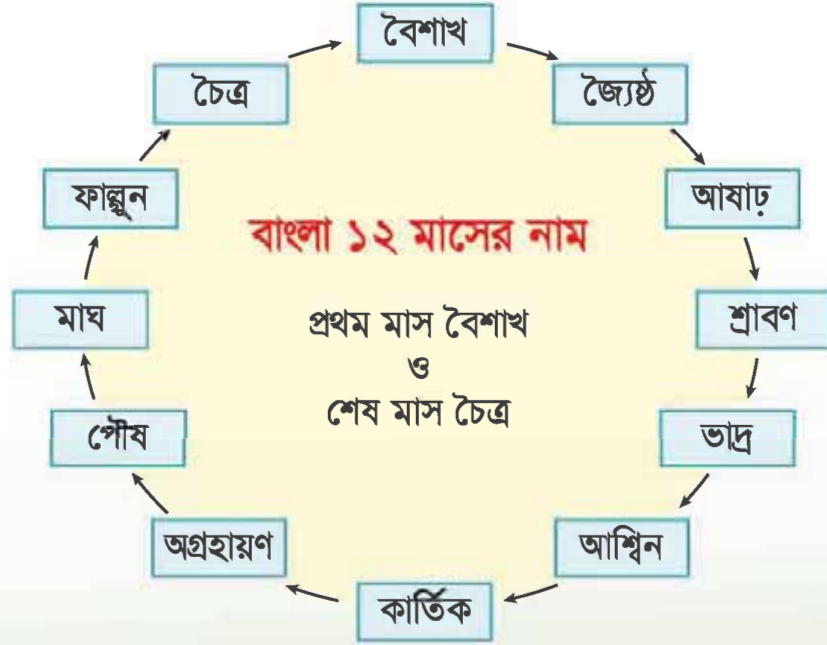 বৈশাখ
জ্যৈষ্ঠ
আষাঢ়
শ্রাবণ
ভাদ্র
আশ্বিন
কার্তিক
অগ্রহায়ণ
পৌষ
মাঘ
ফাল্গুন
চৈত্র
বাংলা ১২ মাসের নাম
প্রথম মাস বৈশাখ
ও
শেষ মাস চৈত্র